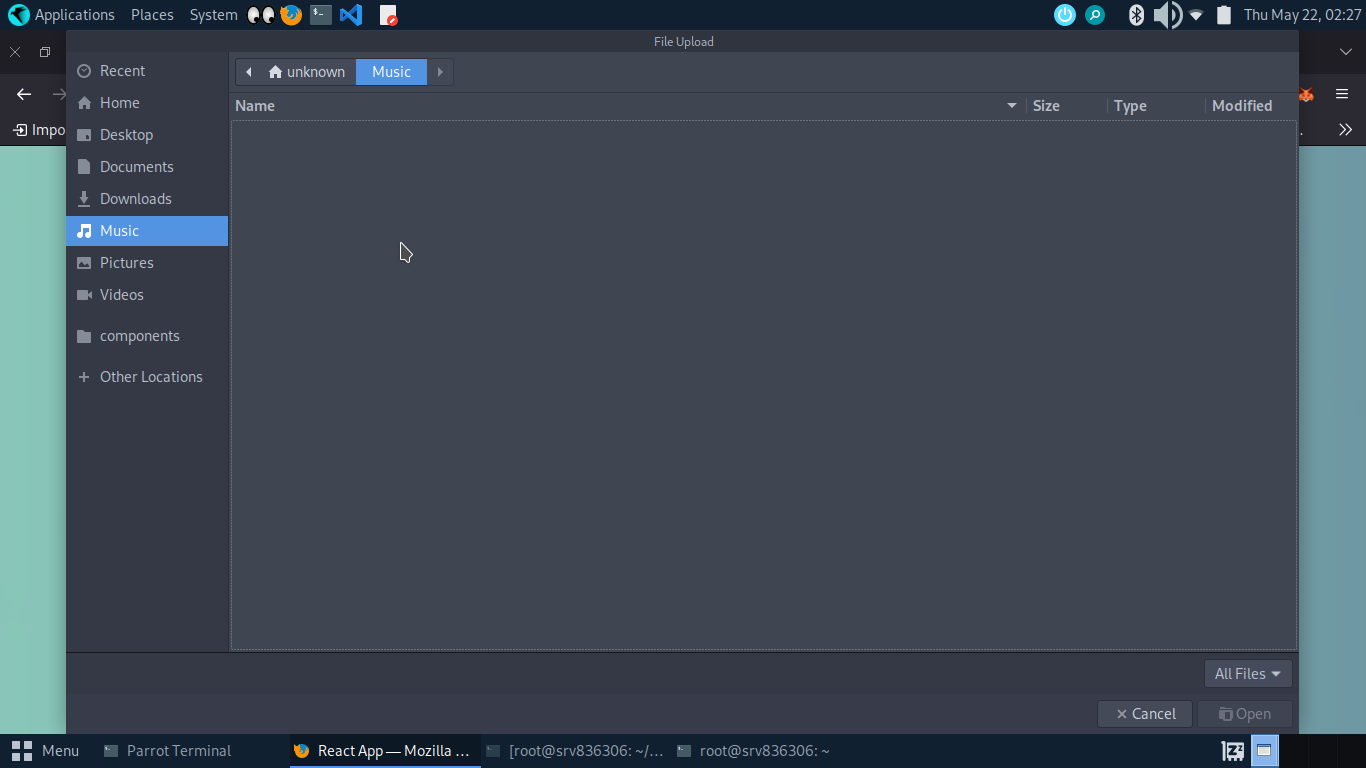 Applications Places System Thu May 22, 02:27
File Upload
Recent
Home
Desktop
Documents
Downloads
Music
Pictures
Videos
components
Other Locations
unknown Music
Name Size Type Modified
Impo
All Files
Cancel Open
Menu Parrot Terminal React App — Mozilla ... [root@srv836306: ~/... root@srv836306: ~